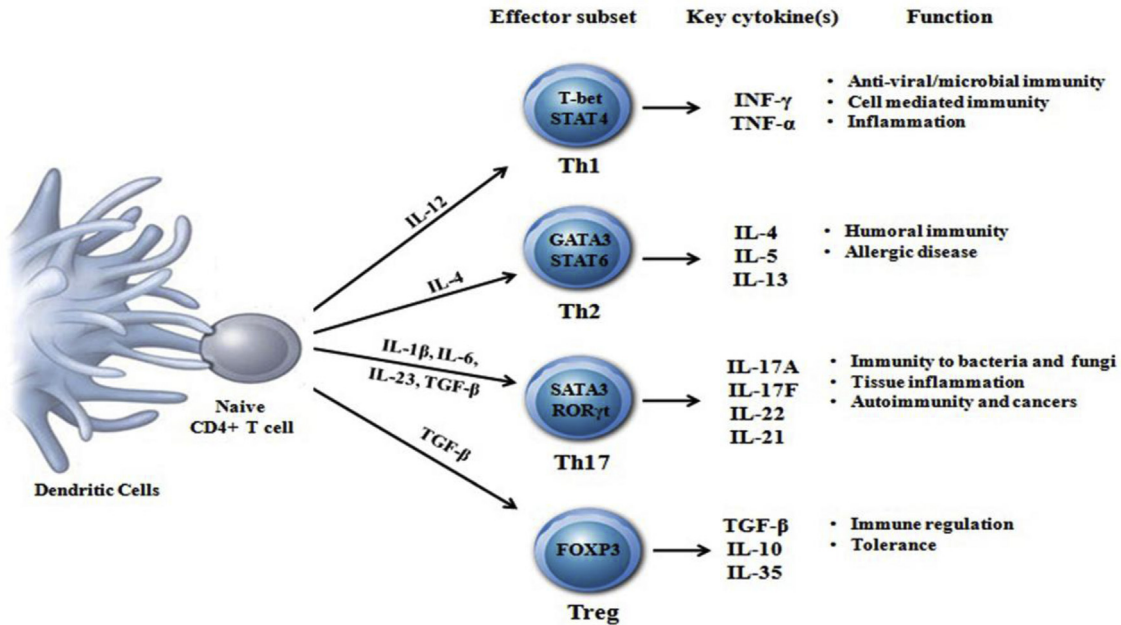 Effector subset Key cytokine(s) Function
T-bet
STAT4
Th1
INF-γ
TNF-α
• Anti-viral/microbial immunity
• Cell mediated immunity
• Inflammation
IL-12
GATA3
STAT6
Th2
IL-4
IL-5
IL-13
• Humoral immunity
• Allergic disease
IL-4
IL-1β, IL-6,
IL-23, TGF-β
SATA3
RORγt
Th17
IL-17A
IL-17F
IL-22
IL-21
• Immunity to bacteria and fungi
• Tissue inflammation
• Autoimmunity and cancers
Naive
CD4+ T cell
Dendritic Cells
TGF-β
FOXP3
Treg
TGF-β
IL-10
IL-35
• Immune regulation
• Tolerance